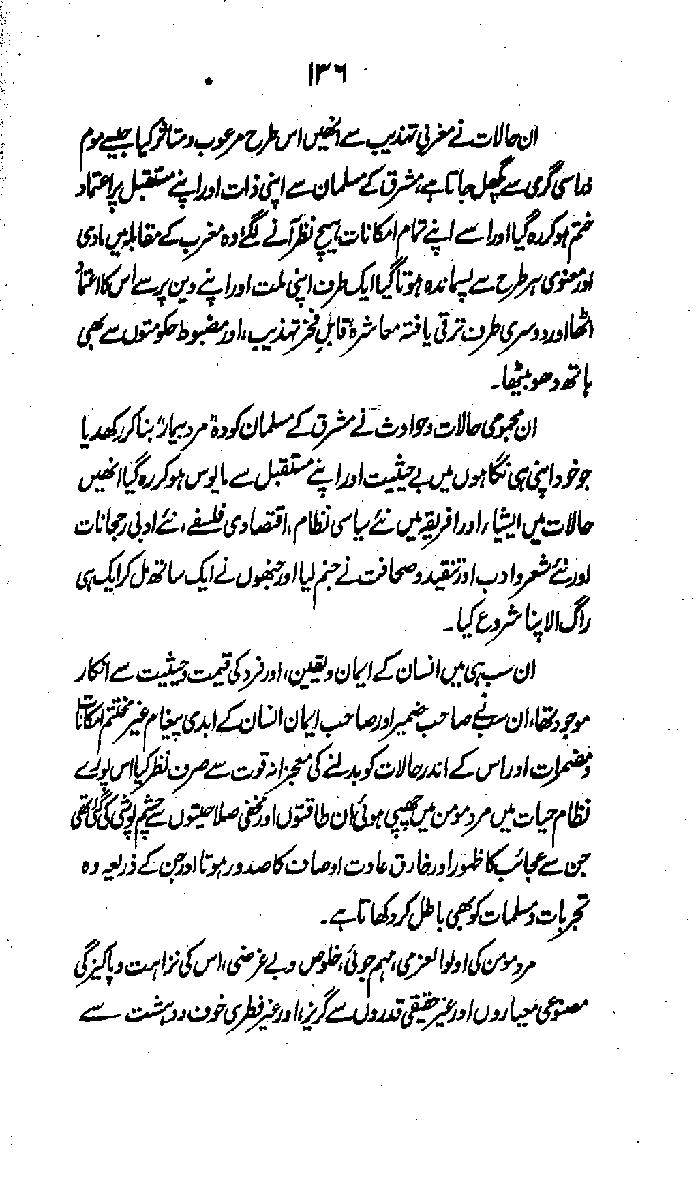 ۱۳۶
ان حالات نے مغربی تہذیب سے انھیں اس طرح مرعوب و متاثر کیا جیسے موم
ذرا سی گرمی سے پگھل جاتا ہے، مشرق کے مسلمان سے اپنی ذات اور اپنے مستقبل پر اعتماد
ختم ہو کر رہ گیا اور اسے اپنے تمام امکانات ہیچ نظر آنے لگے وہ مغرب کے مقابلہ میں مادی
اور معنوی ہر طرح سے پسماندہ ہوتا گیا ایک طرف اپنی ملت اور اپنے دین پر سے اس کا اعتماد
اٹھا اور دوسری طرف ترقی یافتہ معاشرہ قابل فخر تہذیب، اور مضبوط حکومتوں سے بھی
ہاتھ دھو بیٹھا۔
ان مجموعی حالات و حوادث نے مشرق کے مسلمان کو وہ "مرد بیمار" بنا کر رکھدیا
جو خود اپنی ہی نگاہوں میں بے حیثیت اور اپنے مستقبل سے مایوس ہو کر رہ گیا انھیں
حالات میں ایشیاء، اور افریقہ میں نئے سیاسی نظام، اقتصادی فلسفے، نئے ادبی رجحانات
اور نئے شعر و ادب اور تنقید و صحافت نے جنم لیا اور جنھوں نے ایک ساتھ مل کر ایک ہی
راگ الاپنا شروع کیا۔
ان سب ہی میں انسان کے ایمان و یقین، اور فرد کی قیمت و حیثیت سے انکار
موجود تھا، ان سب نے صاحب ضمیر اور صاحب ایمان انسان کے ابدی پیغام غیر مختتم امکانات
و مضمرات اور اس کے اندر حالات کو بدلنے کی معجزانہ قوت سے صرف نظر کیا اس پورے
نظام حیات میں مرد مومن میں چھپی ہوئی ان طاقتوں اور مخفی صلاحیتوں سے چشم پوشی کی گئی تھی
جن سے عجائب کا ظہور اور خارق عادت اوصاف کا صدور ہوتا اور جن کے ذریعہ وہ
تجربات و مسلمات کو بھی باطل کر دکھاتا ہے۔
مرد مومن کی اولوالعزمی، مہم جوئی، خلوص و بے غرضی، اس کی نزاہت و پاکیزگی
مصنوعی معیاروں اور غیر حقیقی قدروں سے گریز، اور غیر فطری خوف و دہشت سے